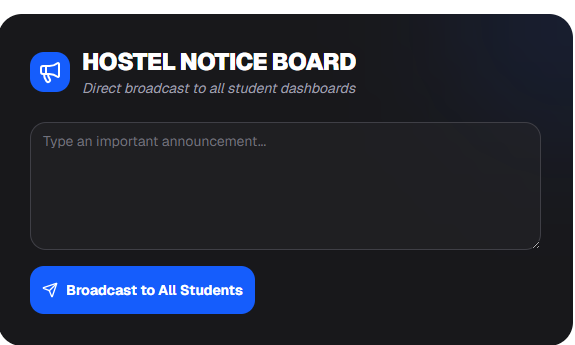 HOSTEL NOTICE BOARD
Direct broadcast to all student dashboards
Type an important announcement...
Broadcast to All Students